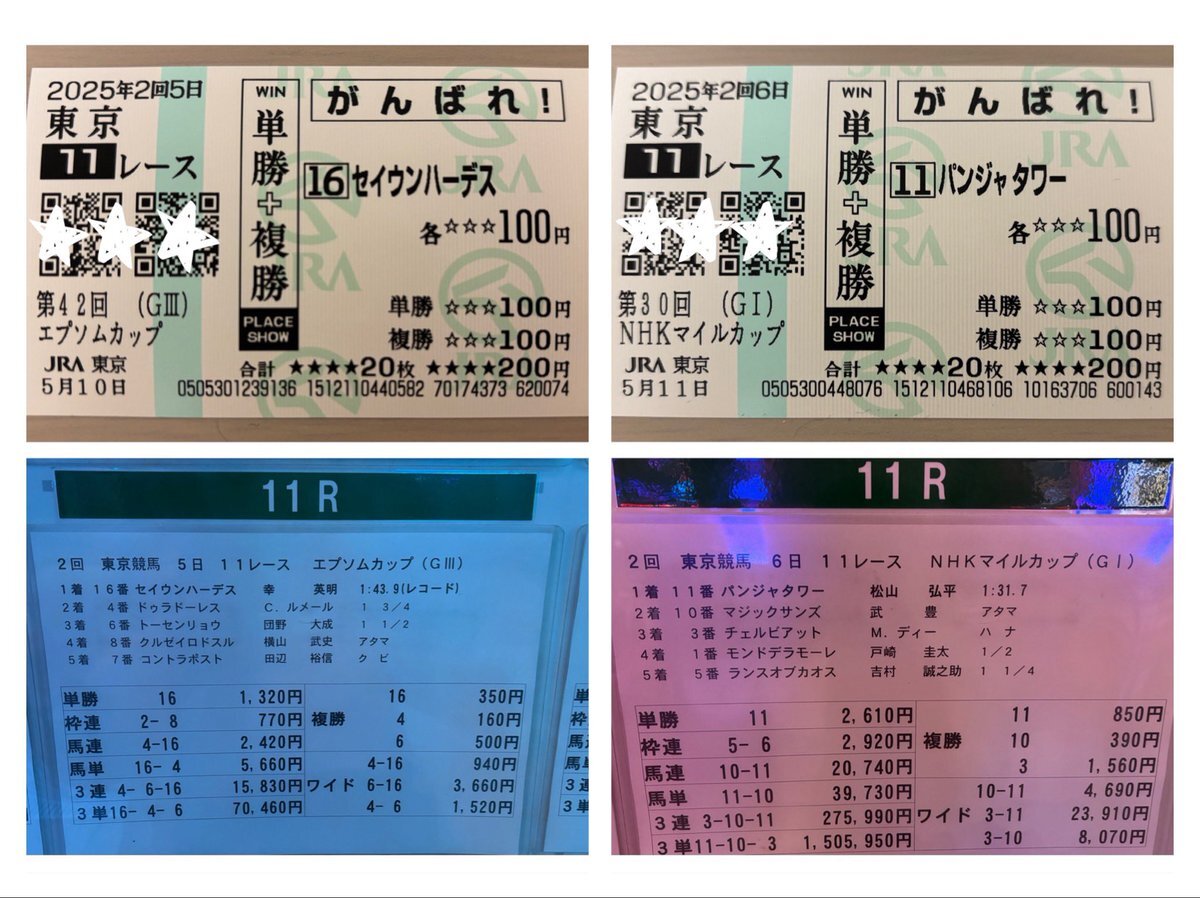 2025年2回5日
東京
11レース
WIN
単勝+複勝
PLACE
SHOW
がんばれ！
16 セイウンハーデス
各☆☆☆100円
第42回 (GⅢ)
エプソムカップ
単勝 ☆☆☆100円
複勝 ☆☆☆100円
JRA 東京
5月10日
合計 ★★★★20枚 ★★★★200円
0505301239136 1512110440582 70174373 620074
JRA
2025年2回6日
東京
11レース
WIN
単勝+複勝
PLACE
SHOW
がんばれ！
11 パンジャタワー
各☆☆☆100円
第30回 (GⅠ)
NHKマイルカップ
単勝 ☆☆☆100円
複勝 ☆☆☆100円
JRA 東京
5月11日
合計 ★★★★20枚 ★★★★200円
0505300448076 1512110468106 10163706 600143
JRA
11R
2回 東京競馬 5日 11レース エプソムカップ(GⅢ)
1着 16番 セイウンハーデス 幸 英明 1:43.9(レコード)
2着 4番 ドゥラドーレス C.ルメール 1 3/4
3着 6番 トーセンリョウ 団野 大成 1 1/2
4着 8番 クルゼイロドスル 横山 武史 アタマ
5着 7番 コントラポスト 田辺 裕信 クビ
単勝 16 1,320円 16 350円
枠連 2-8 770円 複勝 4 160円
馬連 4-16 2,420円 6 500円
馬単 16-4 5,660円 4-16 940円
3連 4-6-16 15,830円 ワイド 6-16 3,660円
3単 16-4-6 70,460円 4-6 1,520円
11R
2回 東京競馬 6日 11レース NHKマイルカップ(GⅠ)
1着 11番 パンジャタワー 松山 弘平 1:31.7
2着 10番 マジックサンズ 武 豊 アタマ
3着 3番 チェルビアット M.ディー ハナ
4着 1番 モンドデラモーレ 戸崎 圭太 1/2
5着 5番 ランスオブカオス 吉村 誠之助 1 1/4
単勝 11 2,610円 11 850円
枠連 5-6 2,920円 複勝 10 390円
馬連 10-11 20,740円 3 1,560円
馬単 11-10 39,730円 10-11 4,690円
3連 3-10-11 275,990円 ワイド 3-11 23,910円
3単 11-10-3 1,505,950円 3-10 8,070円